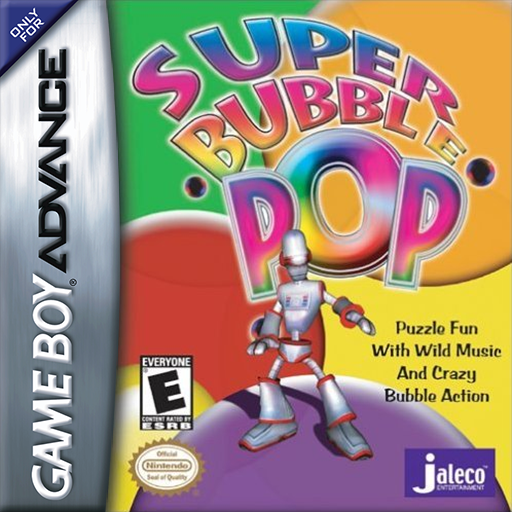 ONLY
FOR
GAME BOY ADVANCE
SUPER
BUBBLE
POP
Puzzle Fun
With Wild Music
And Crazy
Bubble Action
EVERYONE
E
CONTENT RATED BY
ESRB
Official
Nintendo
Seal of Quality
jaleco™
ENTERTAINMENT